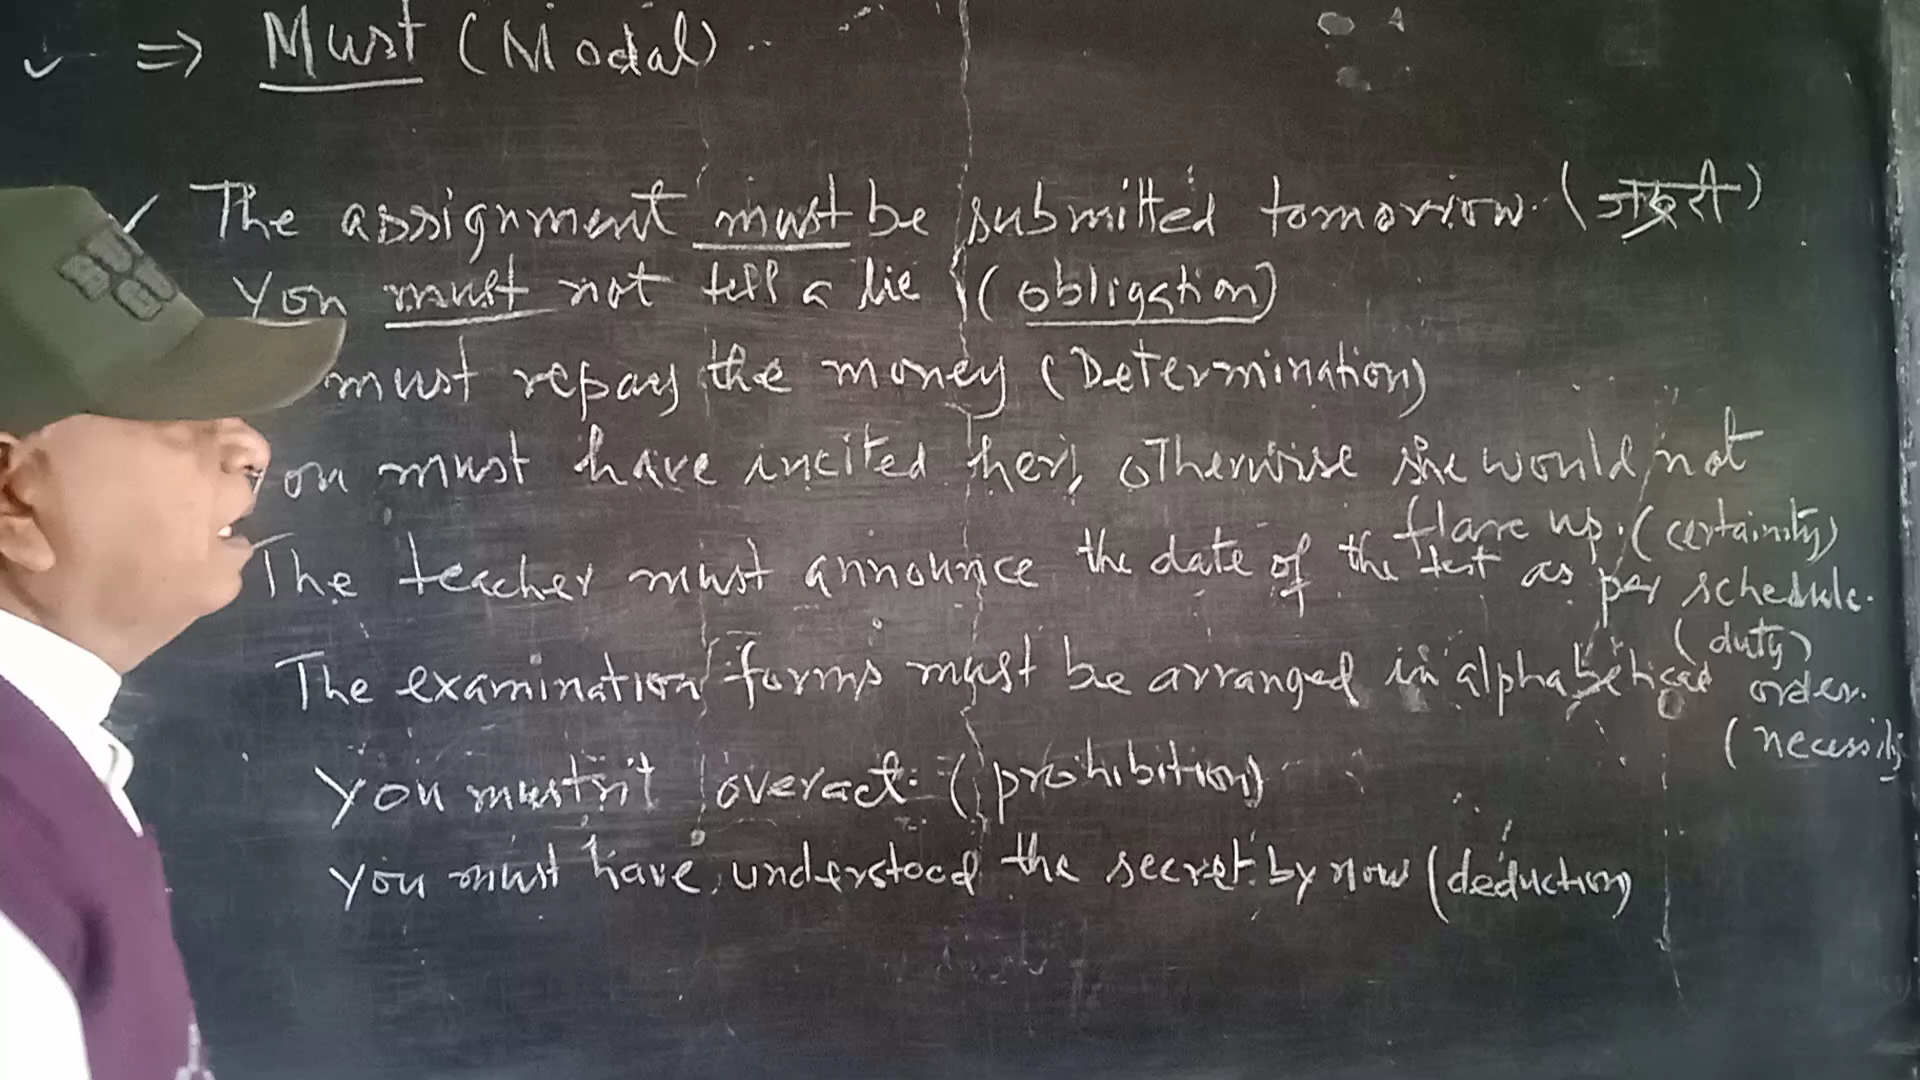 ✓ ⇒ Must (Modal)
The assignment must be submitted tomorrow. (जरूरी)
You must not tell a lie (obligation)
must repay the money (Determination)
ou must have incited her, otherwise she would not
flare up. (certainity)
The teacher must announce the date of the test as per schedule.
(duty)
The examination forms must be arranged in alphabetical order.
(necessity
You mustn't overact. (prohibition)
You must have understood the secret by now (deduction)